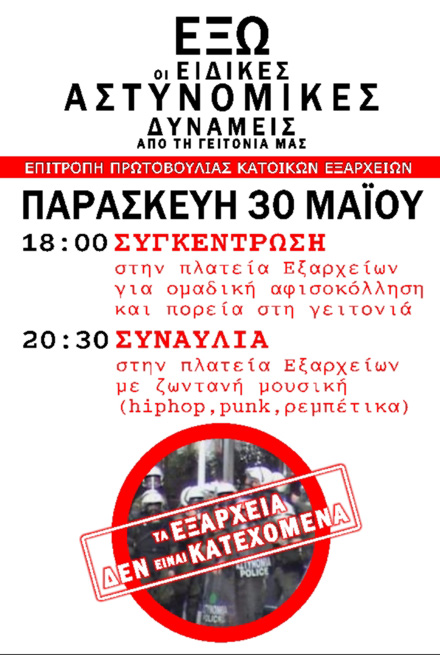 ΕΞΩ
οι ΕΙΔΙΚΕΣ
ΑΣΤΥΝΟΜΙΚΕΣ
ΔΥΝΑΜΕΙΣ
ΑΠΟ ΤΗ ΓΕΙΤΟΝΙΑ ΜΑΣ
ΕΠΙΤΡΟΠΗ ΠΡΩΤΟΒΟΥΛΙΑΣ ΚΑΤΟΙΚΩΝ ΕΞΑΡΧΕΙΩΝ
ΠΑΡΑΣΚΕΥΗ 30 ΜΑΪΟΥ
18:00 ΣΥΓΚΕΝΤΡΩΣΗ
στην πλατεία Εξαρχείων
για ομαδική αφισοκόλληση
και πορεία στη γειτονιά
20:30 ΣΥΝΑΥΛΙΑ
στην πλατεία Εξαρχείων
με ζωντανή μουσική
(hiphop,punk,ρεμπέτικα)
ΤΑ ΕΞΑΡΧΕΙΑ
ΔΕΝ ΕΙΝΑΙ ΚΑΤΕΧΟΜΕΝΑ
ΑΣΤΥΝΟΜΙΑ
POLICE